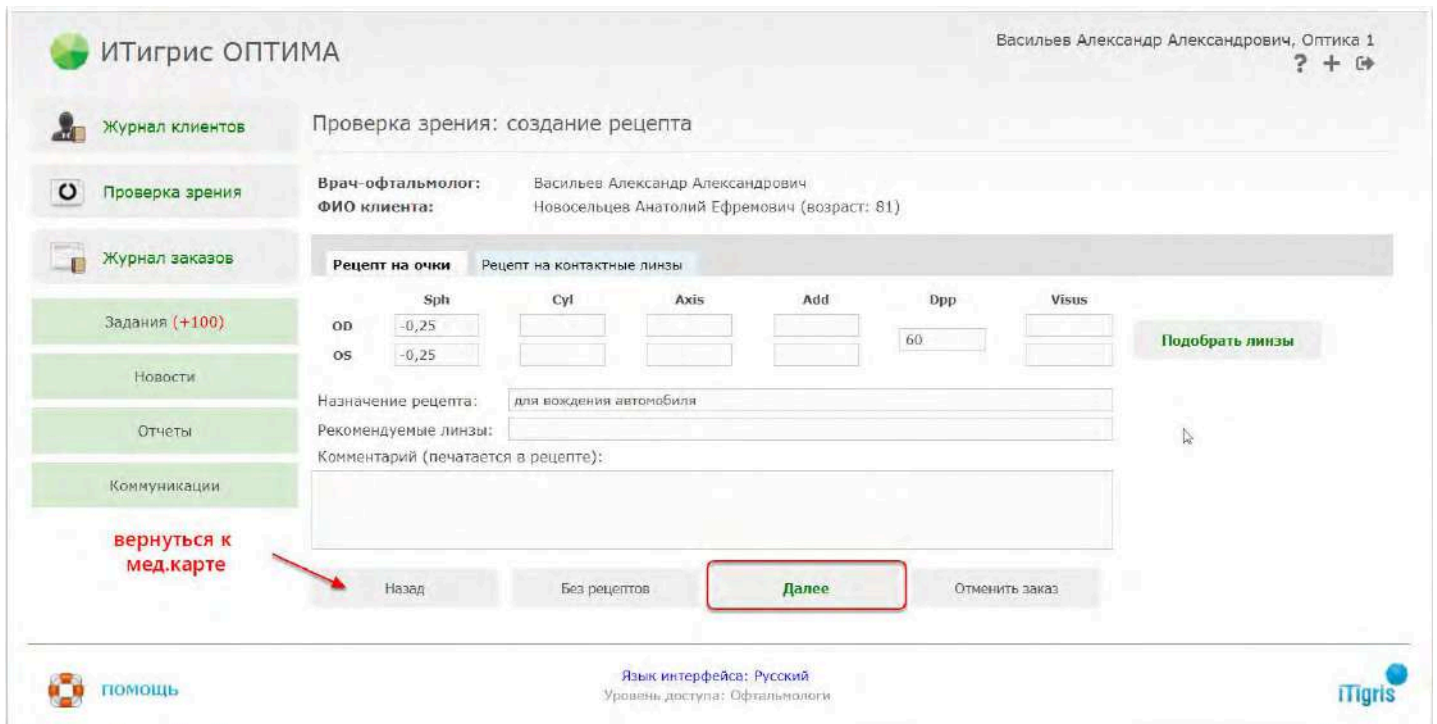 ИТигрис ОПТИМА
Васильев Александр Александрович, Оптика 1
? +
Журнал клиентов
Проверка зрения
Журнал заказов
Задания (+100)
Новости
Отчеты
Коммуникации
Проверка зрения: создание рецепта
Врач-офтальмолог: Васильев Александр Александрович
ФИО клиента: Новосельцев Анатолий Ефремович (возраст: 81)
Рецепт на очки Рецепт на контактные линзы
Sph Cyl Axis Add Dpp Visus
OD -0,25
60
OS -0,25
Подобрать линзы
Назначение рецепта: для вождения автомобиля
Рекомендуемые линзы:
Комментарий (печатается в рецепте):
вернуться к
мед.карте
Назад Без рецептов Далее Отменить заказ
ПОМОЩЬ
Язык интерфейса: Русский
Уровень доступа: Офтальмологи
iTigris